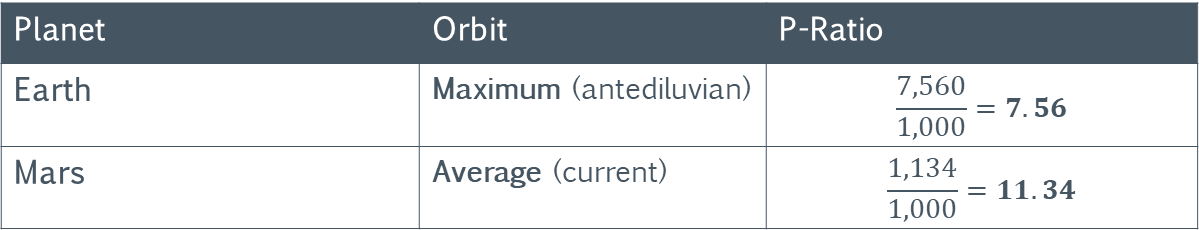 Planet Orbit P-Ratio
Earth Maximum (antediluvian) 7,560/1,000 = 7.56
Mars Average (current) 1,134/1,000 = 11.34